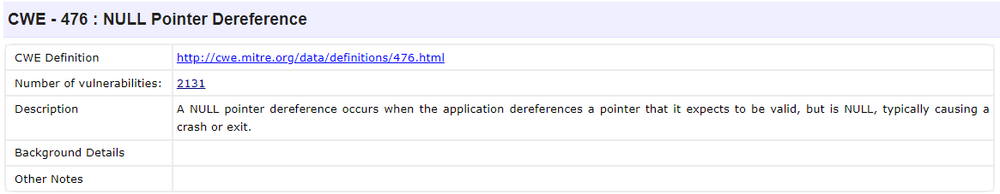 CWE - 476 : NULL Pointer Dereference
CWE Definition http://cwe.mitre.org/data/definitions/476.html
Number of vulnerabilities: 2131
Description A NULL pointer dereference occurs when the application dereferences a pointer that it expects to be valid, but is NULL, typically causing a
crash or exit.
Background Details
Other Notes